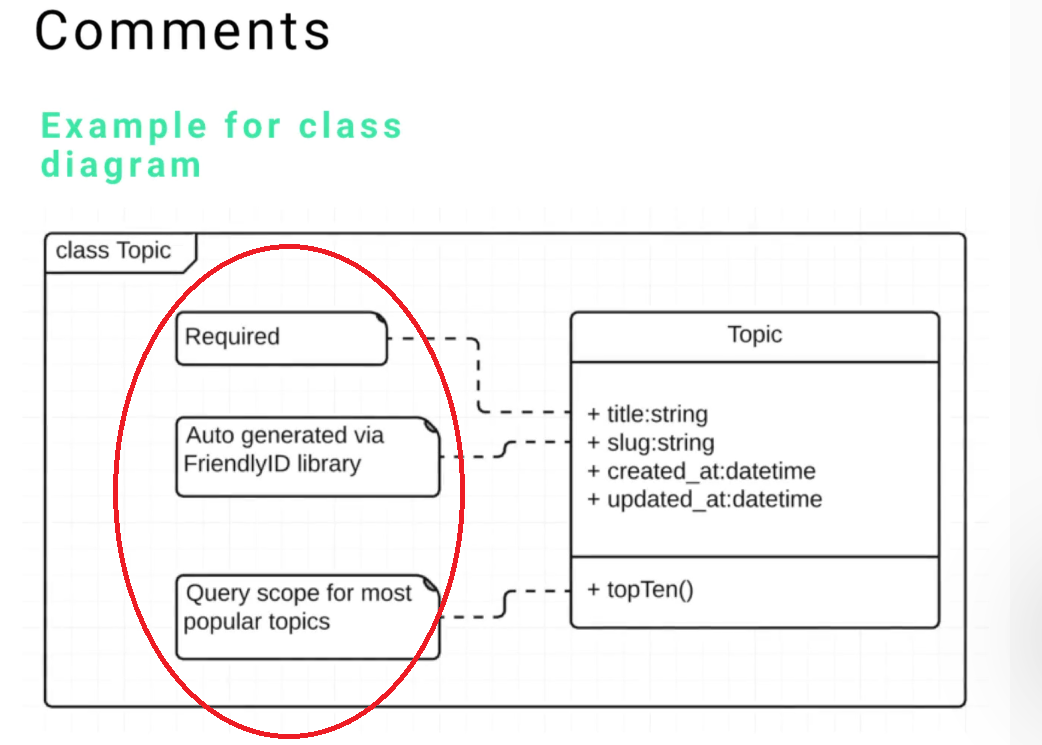 Comments
Example for class
diagram
class Topic
Required
Auto generated via
FriendlyID library
Query scope for most
popular topics
Topic
+ title:string
+ slug:string
+ created_at:datetime
+ updated_at:datetime
+ topTen()